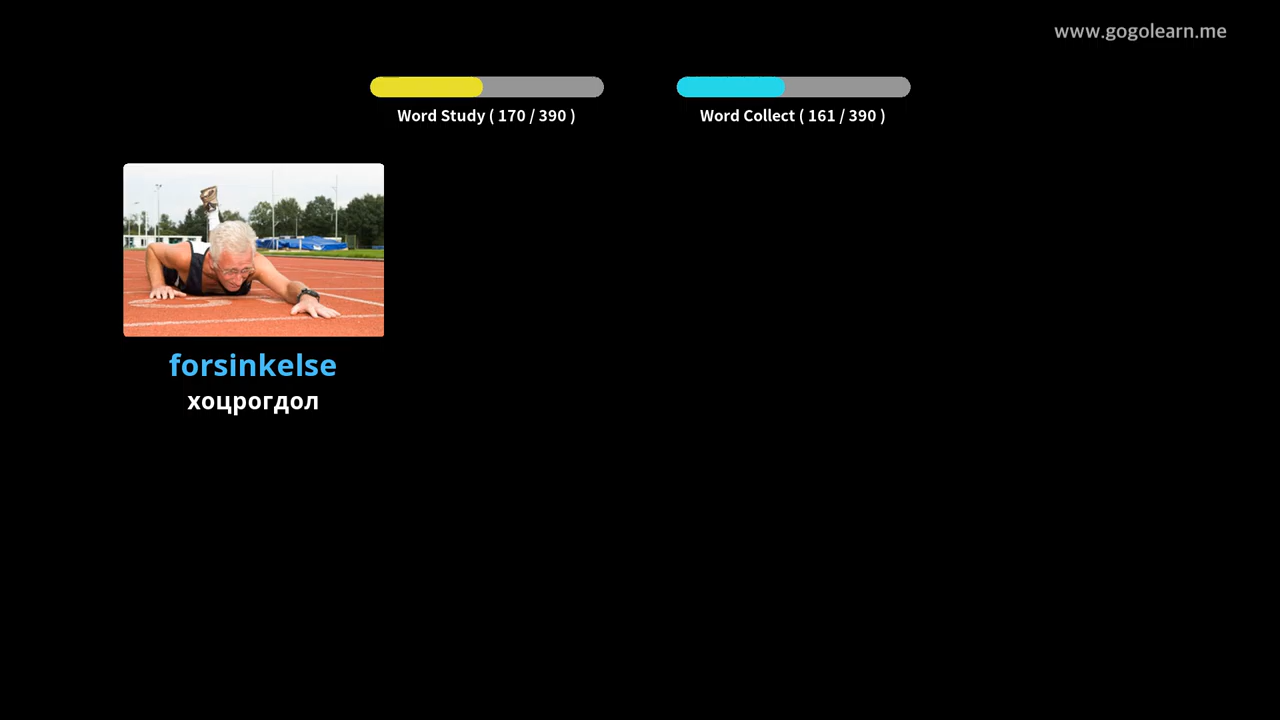 www.gogolearn.me
Word Study ( 170 / 390 )
Word Collect ( 161 / 390 )
forsinkelse
хоцрогдол